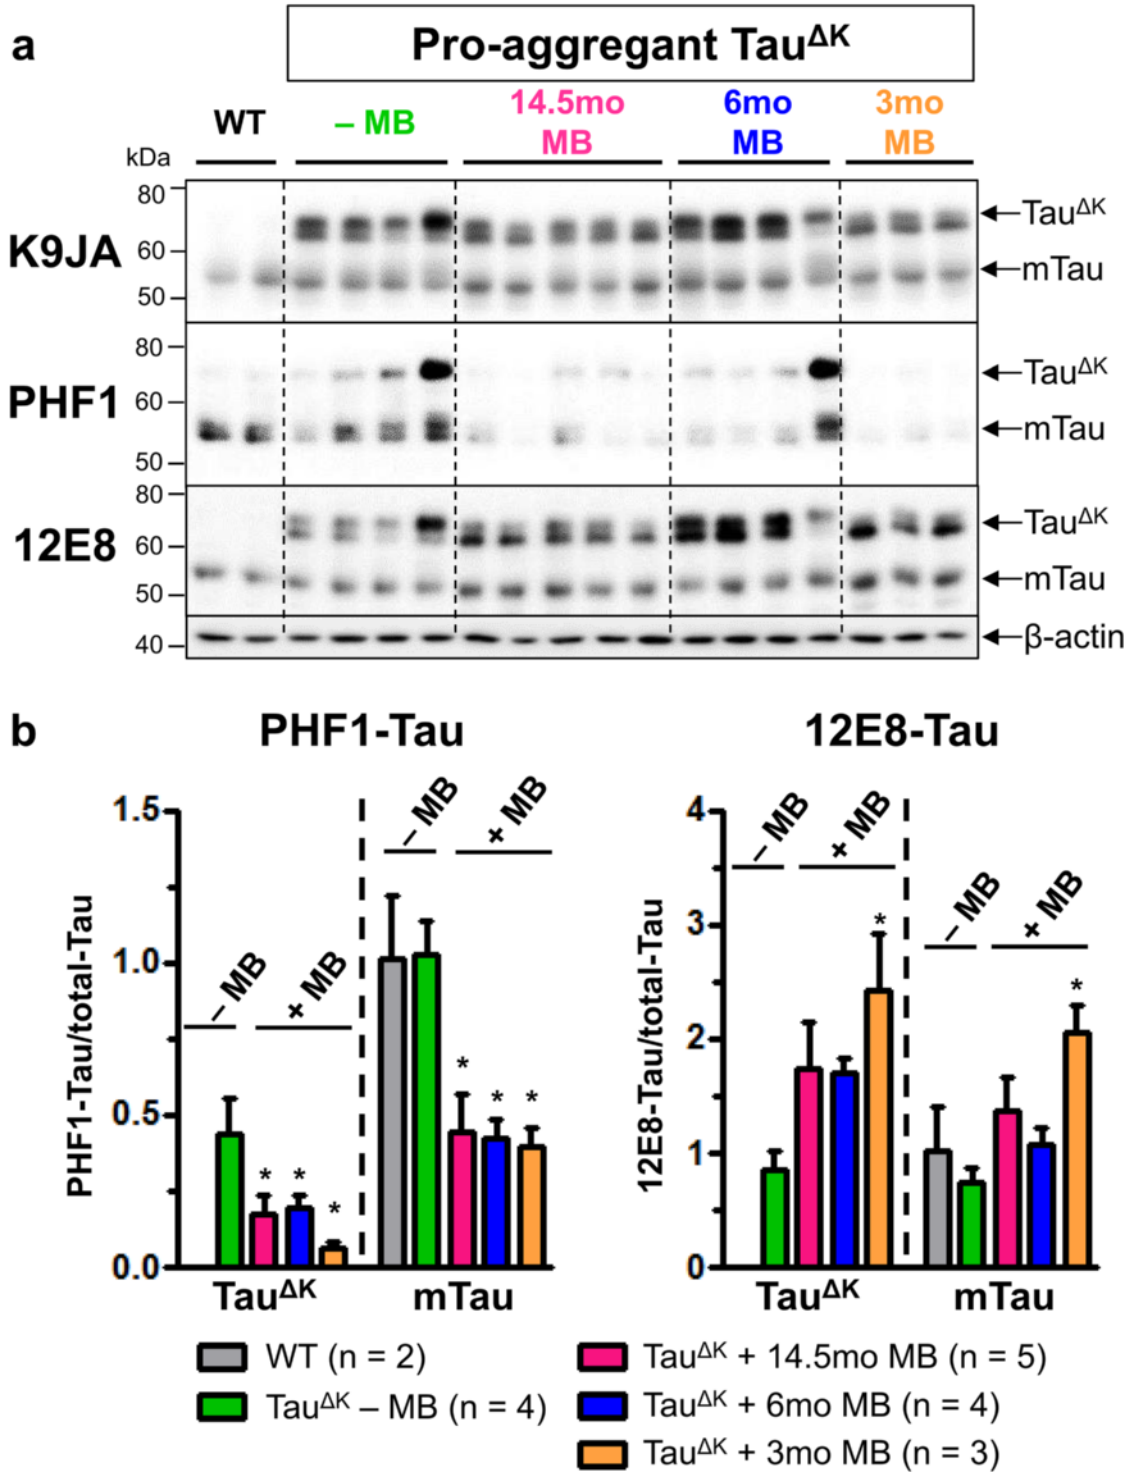 a
Pro-aggregant Tau^ΔK
WT
– MB
14.5mo MB
6mo MB
3mo MB
kDa
K9JA
80
60
50
Tau^ΔK
mTau
PHF1
80
60
50
Tau^ΔK
mTau
12E8
80
60
50
Tau^ΔK
mTau
40
β-actin
b
PHF1-Tau
PHF1-Tau/total-Tau
1.5
1.0
0.5
0.0
– MB
+ MB
– MB
+ MB
*
*
*
*
*
*
Tau^ΔK
mTau
12E8-Tau
12E8-Tau/total-Tau
4
3
2
1
0
– MB
+ MB
– MB
+ MB
*
*
Tau^ΔK
mTau
WT (n = 2)
Tau^ΔK – MB (n = 4)
Tau^ΔK + 14.5mo MB (n = 5)
Tau^ΔK + 6mo MB (n = 4)
Tau^ΔK + 3mo MB (n = 3)